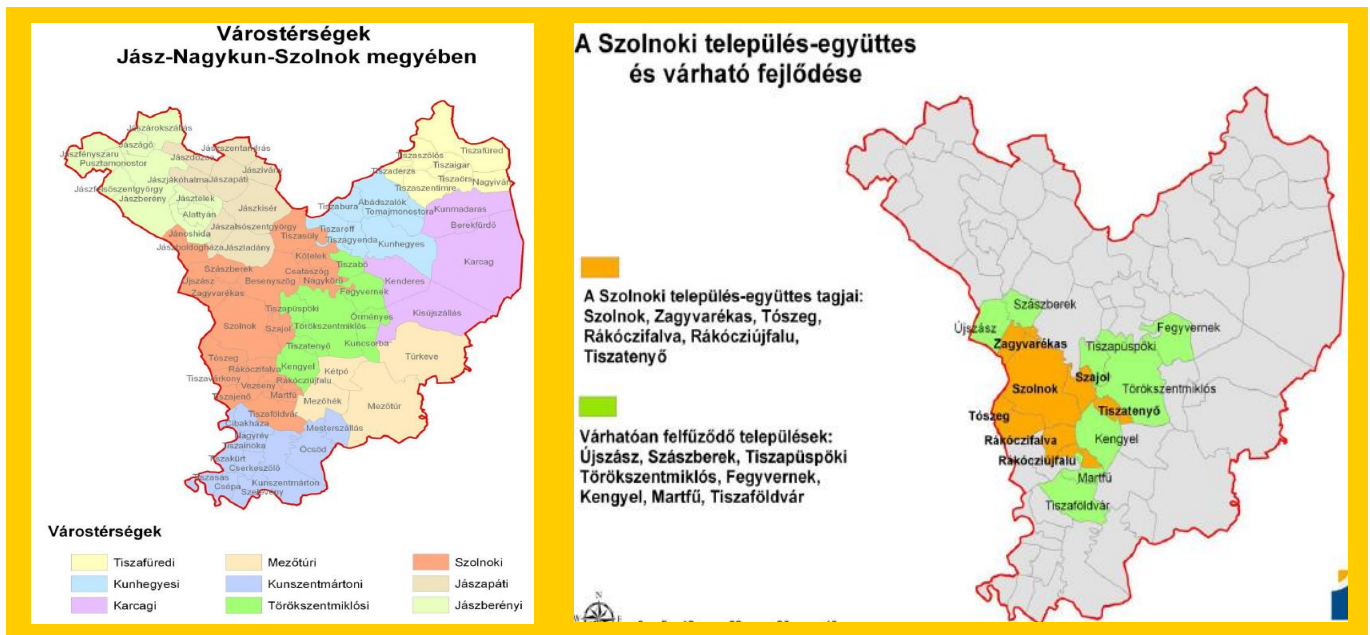 Várostérségek
Jász-Nagykun-Szolnok megyében
Jászárokszállás
Jászágó
Jászszentandrás
Jászfényszaru
Jászdózsa
Pusztamonostor
Jászivány
Jászjákóhalma
Jászapáti
Jászfelsőszentgyörgy
Jászberény
Jásztelek
Jászkisér
Alattyán
Jánoshida
Jászalsószentgyörgy
Jászboldogháza
Jászladány
Tiszaszőlős
Tiszafüred
Tiszaderzs
Tiszaigar
Tiszaörs
Nagyiván
Tiszaszentimre
Tiszabura
Abádszalók
Tomajmonostora
Kunmadaras
Berekfürdő
Tiszaroff
Tiszagyenda
Kunhegyes
Karcag
Tiszasüly
Kőtelek
Tiszabő
Szászberek
Csataszög
Újszász
Besenyszög
Nagykörű
Kenderes
Zagyvarékas
Fegyvernek
Tiszapüspöki
Örményes
Kisújszállás
Szolnok
Szajol
Törökszentmiklós
Tiszatenyő
Kuncsorba
Tószeg
Kengyel
Kétpó
Túrkeve
Rákóczifalva
Rákócziújfalu
Tiszavárkony
Vezseny
Martfű
Mezőhék
Mezőtúr
Tiszajenő
Tiszaföldvár
Cibakháza
Mesterszállás
Nagyrév
Tiszainoka
Öcsöd
Tiszakürt
Cserkeszőlő
Tiszasas
Csépa
Kunszentmárton
Szelevény
Várostérségek
Tiszafüredi
Mezőtúri
Szolnoki
Kunhegyesi
Kunszentmártoni
Jászapáti
Karcagi
Törökszentmiklósi
Jászberényi
A Szolnoki település-együttes
és várható fejlődése
A Szolnoki település-együttes tagjai:
Szolnok, Zagyvarékas, Tószeg,
Rákóczifalva, Rákócziújfalu,
Tiszatenyő
Várhatóan felfűződő települések:
Újszász, Szászberek, Tiszapüspöki
Törökszentmiklós, Fegyvernek,
Kengyel, Martfű, Tiszaföldvár
Szászberek
Újszász
Fegyvernek
Zagyvarékas
Tiszapüspöki
Szajol
Szolnok
Törökszentmiklós
Tószeg
Tiszatenyő
Rákóczifalva
Kengyel
Rákócziújfalu
Martfű
Tiszaföldvár
N
W
E